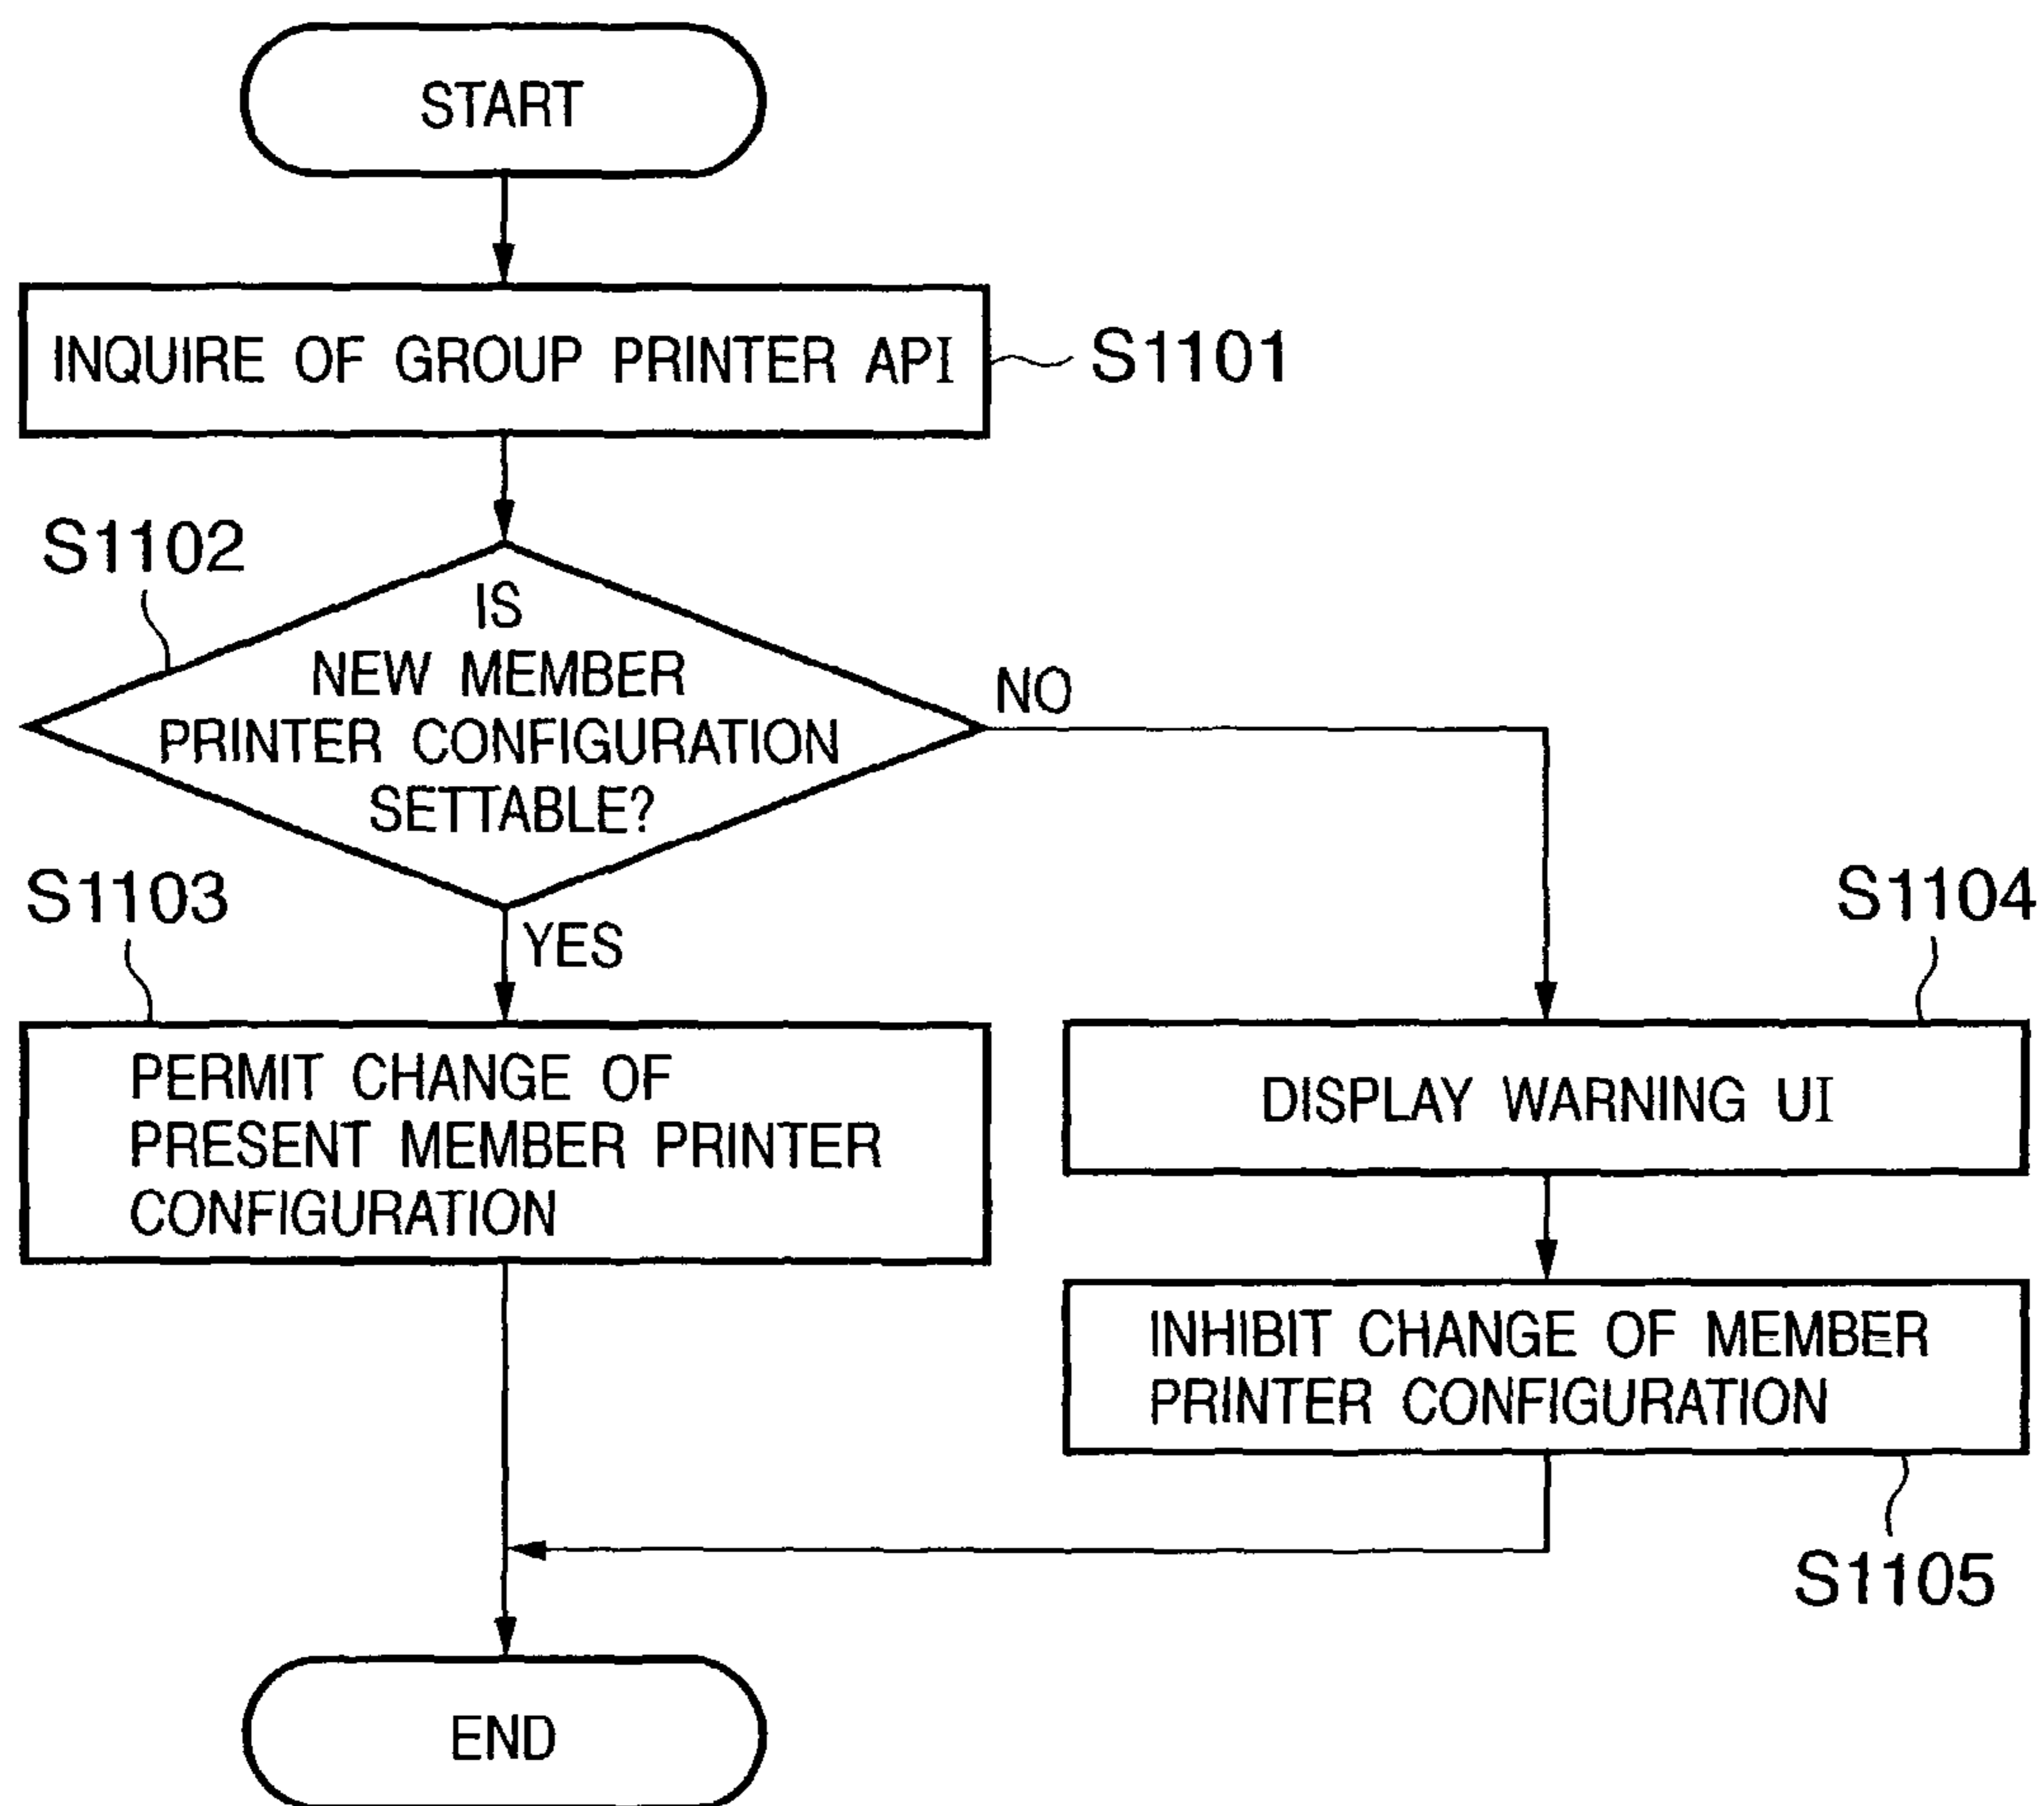 START
INQUIRE OF GROUP PRINTER API
S1101
S1102
IS
NEW MEMBER
PRINTER CONFIGURATION
SETTABLE?
NO
YES
S1103
PERMIT CHANGE OF
PRESENT MEMBER PRINTER
CONFIGURATION
S1104
DISPLAY WARNING UI
INHIBIT CHANGE OF MEMBER
PRINTER CONFIGURATION
S1105
END